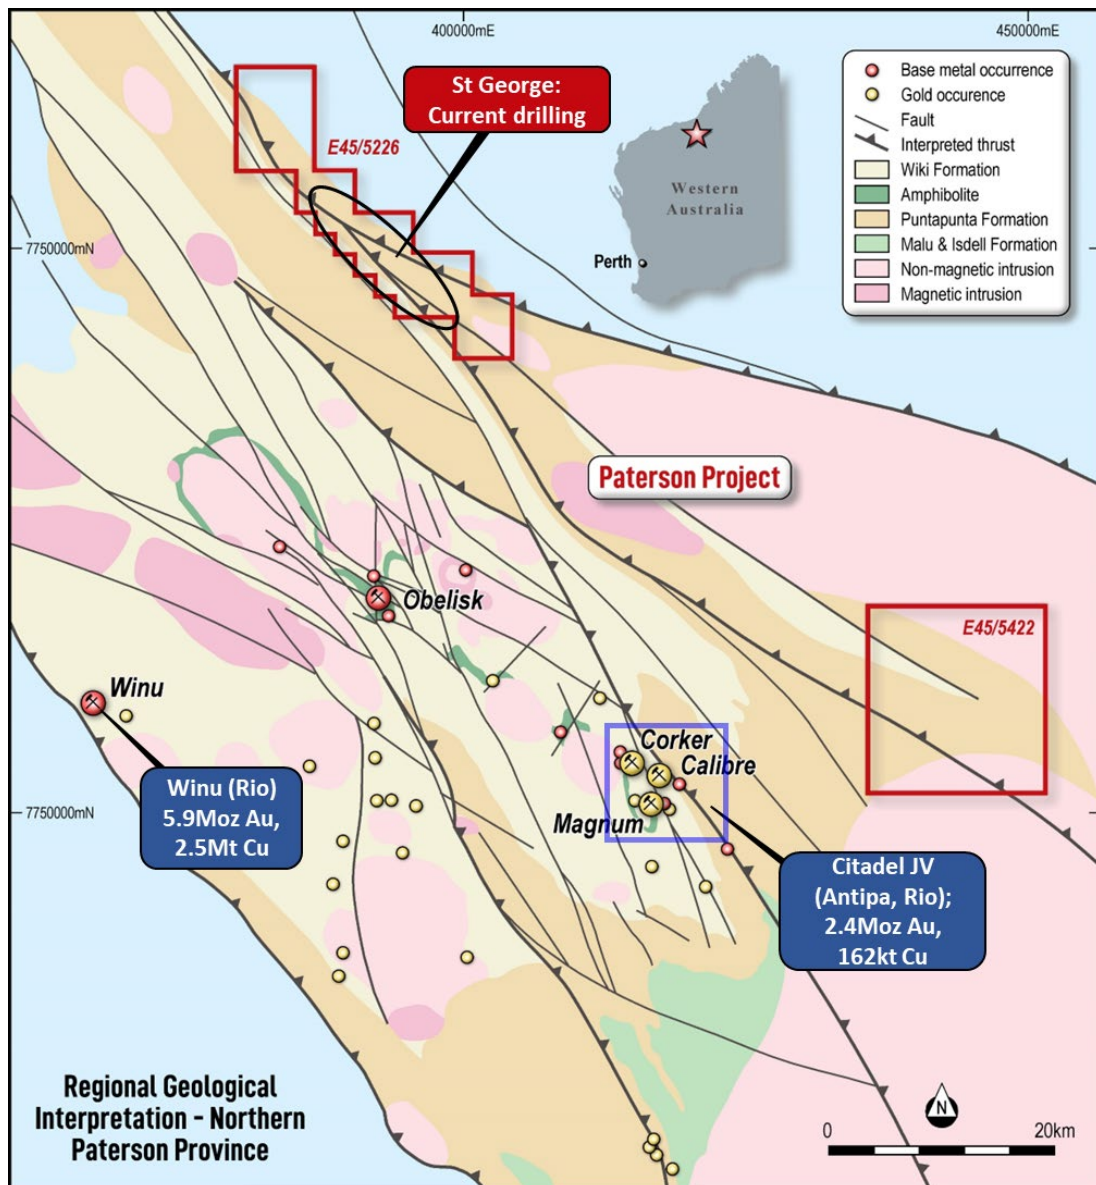 400000mE
450000mE
St George:
Current drilling
E45/5226
Base metal occurrence
Gold occurence
Fault
Interpreted thrust
Wiki Formation
Amphibolite
Puntapunta Formation
Malu & Isdell Formation
Non-magnetic intrusion
Magnetic intrusion
Western
Australia
Perth
7750000mN
Paterson Project
Obelisk
E45/5422
Winu
Corker
Calibre
Magnum
Winu (Rio)
5.9Moz Au,
2.5Mt Cu
7750000mN
Citadel JV
(Antipa, Rio);
2.4Moz Au,
162kt Cu
Regional Geological
Interpretation - Northern
Paterson Province
N
0 20km